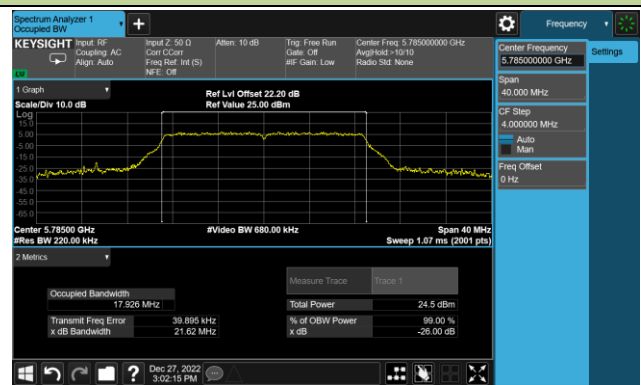 Spectrum Analyzer 1
Occupied BW
Frequency
KEYSIGHT
Input: RF
Coupling: AC
Align: Auto
Input Z: 50 Ω
Corr CCorr
Freq Ref: Int (S)
NFE: Off
Atten: 10 dB
Trig: Free Run
Gate: Off
#IF Gain: Low
Center Freq: 5.785000000 GHz
Avg|Hold:>10/10
Radio Std: None
Center Frequency
5.785000000 GHz
Settings
Span
40.000 MHz
CF Step
4.000000 MHz
Auto
Man
Freq Offset
0 Hz
1 Graph
Scale/Div 10.0 dB
Ref Lvl Offset 22.20 dB
Ref Value 25.00 dBm
Log
15.0
5.00
-5.00
-15.0
-25.0
-35.0
-45.0
-55.0
-65.0
Center 5.78500 GHz
#Res BW 220.00 kHz
#Video BW 680.00 kHz
Span 40 MHz
Sweep 1.07 ms (2001 pts)
2 Metrics
Measure Trace
Trace 1
Occupied Bandwidth
17.926 MHz
Total Power
24.5 dBm
Transmit Freq Error
39.895 kHz
% of OBW Power
99.00 %
x dB Bandwidth
21.62 MHz
x dB
-26.00 dB
Dec 27, 2022
3:02:15 PM